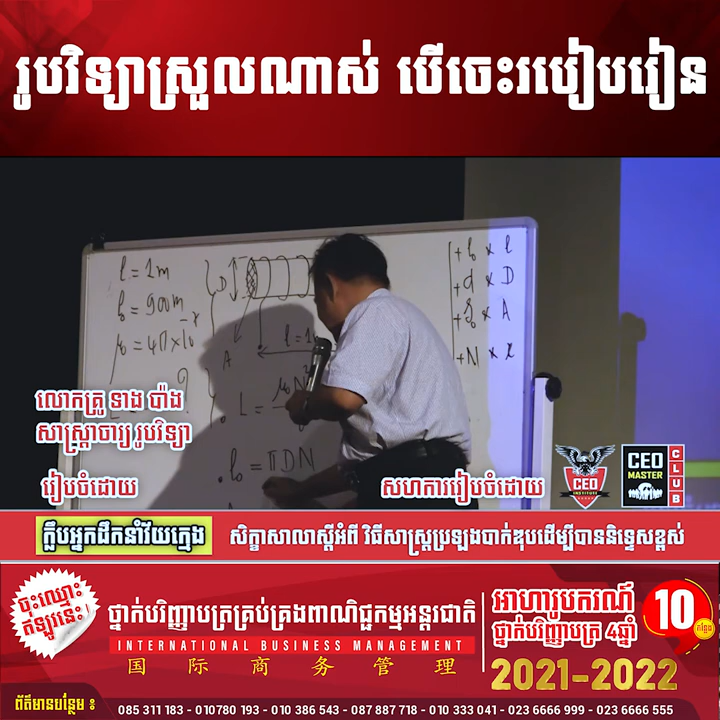 រូបវិទ្យាស្រួលណាស់ បើចេះរបៀបរៀន
l = 1m
D
l = 1
A
L =
= πDN
លោកគ្រូ ទាង ប៉ាង
សាស្ត្រាចារ្យ រូបវិទ្យា
រៀបចំដោយ
សហការរៀបចំដោយ
CEO
INSTITUTE
CEO
MASTER
CLUB
ក្លឹបអ្នកដឹកនាំវ័យក្មេង
សិក្ខាសាលាស្តីអំពី វិធីសាស្ត្រប្រឡងបាក់ឌុបដើម្បីបាននិទ្ទេសខ្ពស់
ចុះឈ្មោះ
ឥឡូវនេះ!
ថ្នាក់បរិញ្ញាបត្រគ្រប់គ្រងពាណិជ្ជកម្មអន្តរជាតិ
INTERNATIONAL BUSINESS MANAGEMENT
国际商务管理
អាហារូបករណ៍
ថ្នាក់បរិញ្ញាបត្រ 4ឆ្នាំ
10
កន្លែង
2021-2022
ព័ត៌មានបន្ថែម ៖
085 311 183 - 010780 193 - 010 386 543 - 087 887 718 - 010 333 041 - 023 6666 999 - 023 6666 555